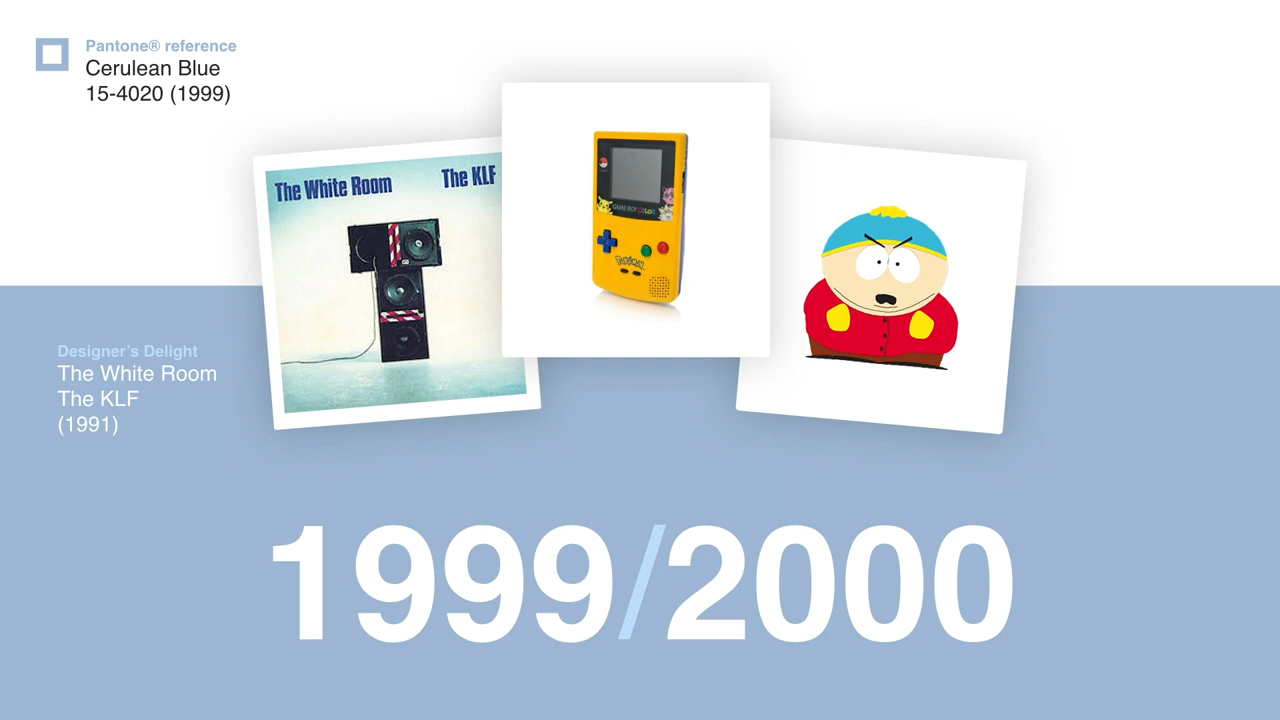 Pantone® reference
Cerulean Blue
15-4020 (1999)
The White Room
The KLF
GAME BOY COLOR
Pokémon
Designer's Delight
The White Room
The KLF
(1991)
1999/2000